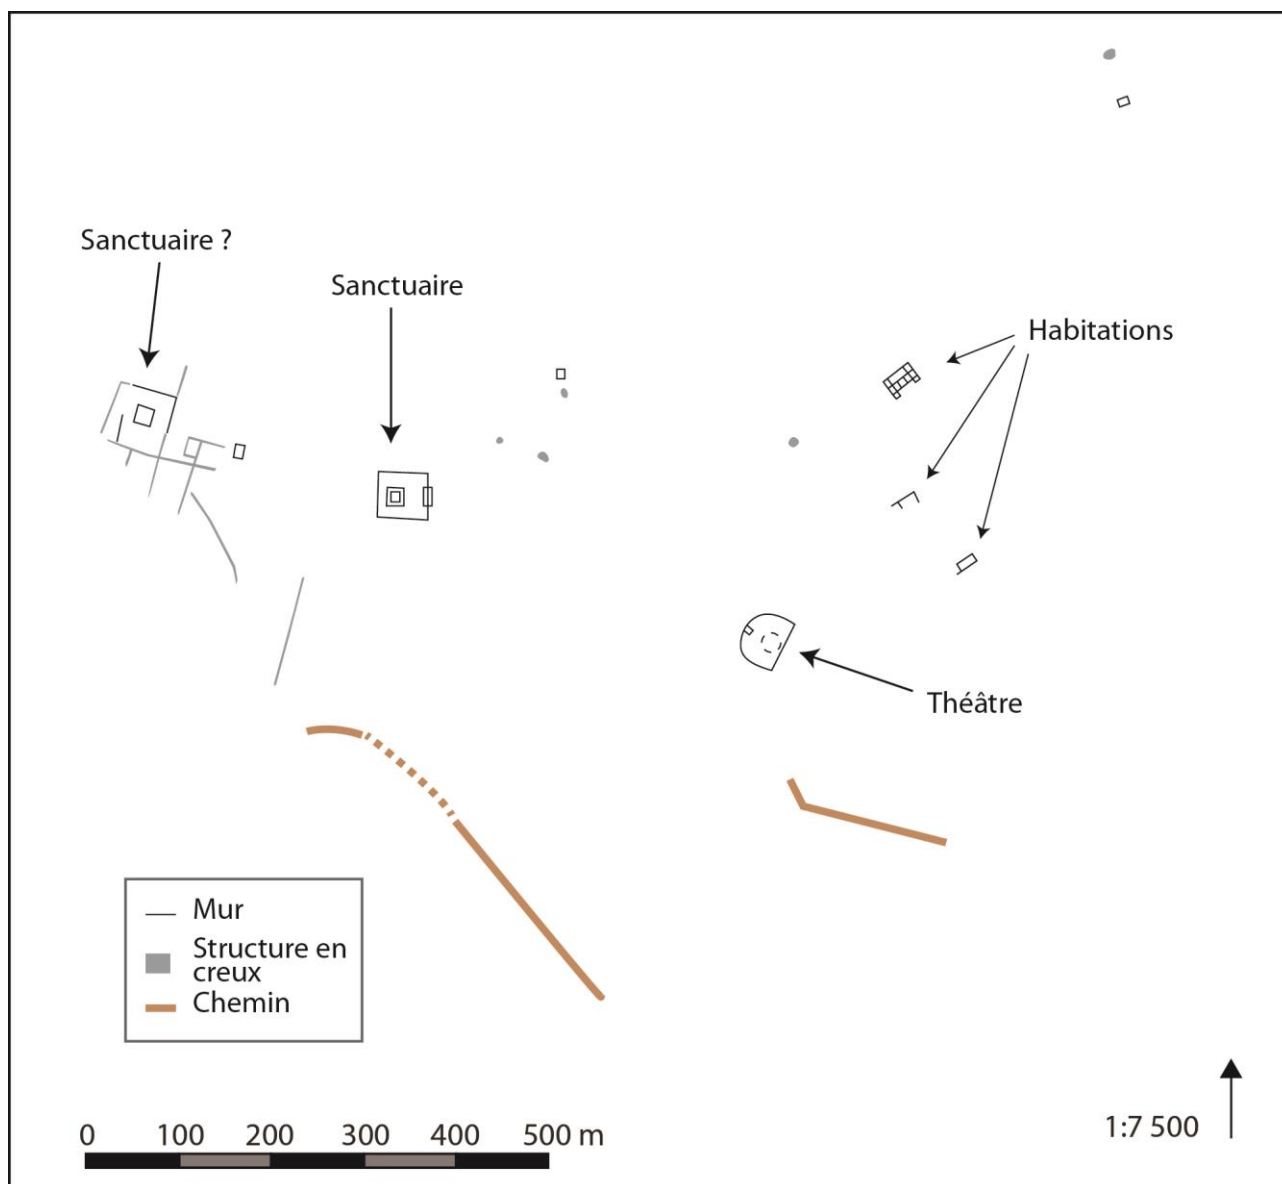 Sanctuaire ?
Sanctuaire
Habitations
Théâtre
Mur
Structure en
creux
Chemin
0 100 200 300 400 500 m
1:7 500